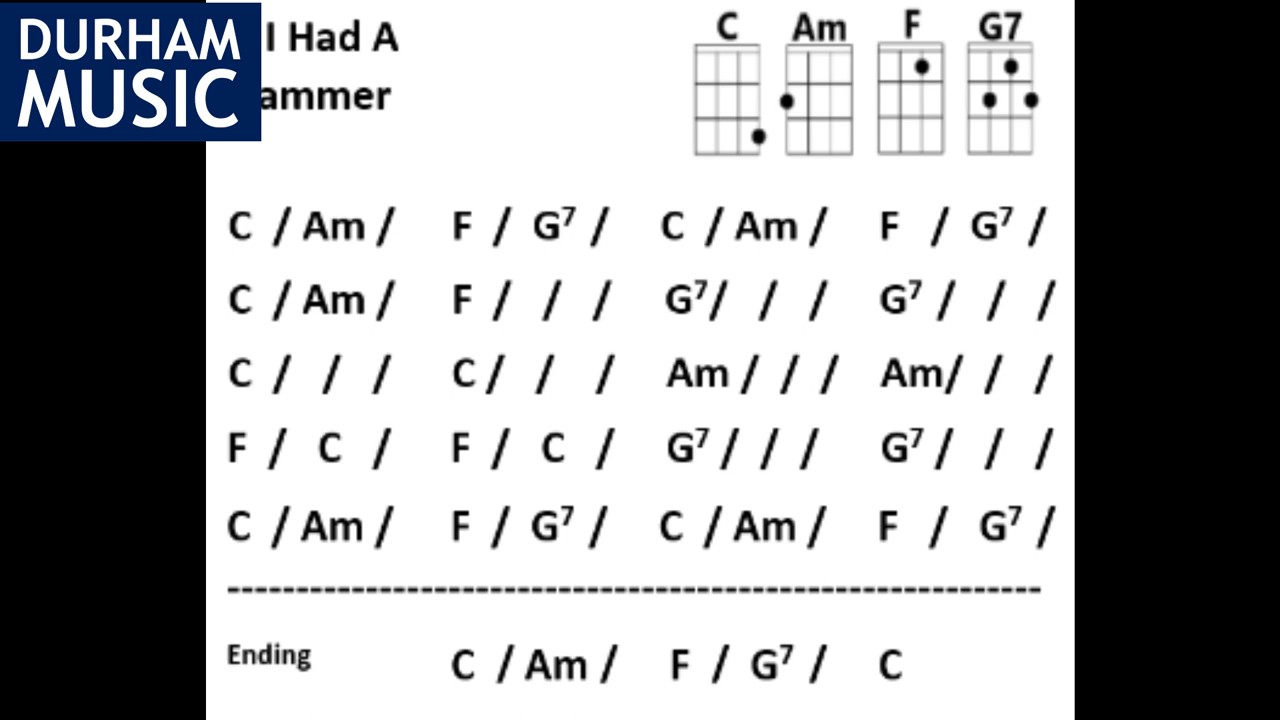 DURHAM
MUSIC
I Had A
ammer
C Am F G7
C / Am / F / G⁷ / C / Am / F / G⁷ /
C / Am / F / / / G⁷ / / / G⁷ / / /
C / / / C / / / Am / / / Am / / /
F / C / F / C / G⁷ / / / G⁷ / / /
C / Am / F / G⁷ / C / Am / F / G⁷ /
------------------------------------------------------------------
Ending C / Am / F / G⁷ / C